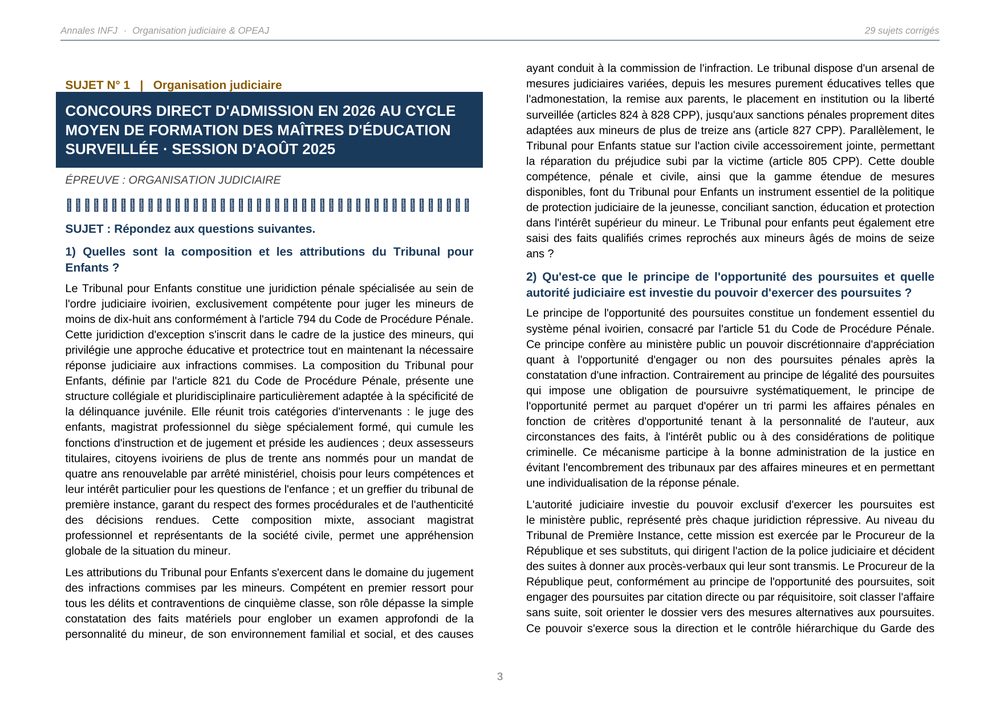 Annales INFJ · Organisation judiciaire & OPEAJ
29 sujets corrigés
SUJET N° 1 | Organisation judiciaire
CONCOURS DIRECT D'ADMISSION EN 2026 AU CYCLE
MOYEN DE FORMATION DES MAÎTRES D'ÉDUCATION
SURVEILLÉE · SESSION D'AOÛT 2025
ÉPREUVE : ORGANISATION JUDICIAIRE
SUJET : Répondez aux questions suivantes.
1) Quelles sont la composition et les attributions du Tribunal pour
Enfants ?
Le Tribunal pour Enfants constitue une juridiction pénale spécialisée au sein de
l'ordre judiciaire ivoirien, exclusivement compétente pour juger les mineurs de
moins de dix-huit ans conformément à l'article 794 du Code de Procédure Pénale.
Cette juridiction d'exception s'inscrit dans le cadre de la justice des mineurs, qui
privilégie une approche éducative et protectrice tout en maintenant la nécessaire
réponse judiciaire aux infractions commises. La composition du Tribunal pour
Enfants, définie par l'article 821 du Code de Procédure Pénale, présente une
structure collégiale et pluridisciplinaire particulièrement adaptée à la spécificité de
la délinquance juvénile. Elle réunit trois catégories d'intervenants : le juge des
enfants, magistrat professionnel du siège spécialement formé, qui cumule les
fonctions d'instruction et de jugement et préside les audiences ; deux assesseurs
titulaires, citoyens ivoiriens de plus de trente ans nommés pour un mandat de
quatre ans renouvelable par arrêté ministériel, choisis pour leurs compétences et
leur intérêt particulier pour les questions de l'enfance ; et un greffier du tribunal de
première instance, garant du respect des formes procédurales et de l'authenticité
des décisions rendues. Cette composition mixte, associant magistrat
professionnel et représentants de la société civile, permet une appréhension
globale de la situation du mineur.
Les attributions du Tribunal pour Enfants s'exercent dans le domaine du jugement
des infractions commises par les mineurs. Compétent en premier ressort pour
tous les délits et contraventions de cinquième classe, son rôle dépasse la simple
constatation des faits matériels pour englober un examen approfondi de la
personnalité du mineur, de son environnement familial et social, et des causes
ayant conduit à la commission de l'infraction. Le tribunal dispose d'un arsenal de
mesures judiciaires variées, depuis les mesures purement éducatives telles que
l'admonestation, la remise aux parents, le placement en institution ou la liberté
surveillée (articles 824 à 828 CPP), jusqu'aux sanctions pénales proprement dites
adaptées aux mineurs de plus de treize ans (article 827 CPP). Parallèlement, le
Tribunal pour Enfants statue sur l'action civile accessoirement jointe, permettant
la réparation du préjudice subi par la victime (article 805 CPP). Cette double
compétence, pénale et civile, ainsi que la gamme étendue de mesures
disponibles, font du Tribunal pour Enfants un instrument essentiel de la politique
de protection judiciaire de la jeunesse, conciliant sanction, éducation et protection
dans l'intérêt supérieur du mineur. Le Tribunal pour enfants peut également etre
saisi des faits qualifiés crimes reprochés aux mineurs âgés de moins de seize
ans ?
2) Qu'est-ce que le principe de l'opportunité des poursuites et quelle
autorité judiciaire est investie du pouvoir d'exercer des poursuites ?
Le principe de l'opportunité des poursuites constitue un fondement essentiel du
système pénal ivoirien, consacré par l'article 51 du Code de Procédure Pénale.
Ce principe confère au ministère public un pouvoir discrétionnaire d'appréciation
quant à l'opportunité d'engager ou non des poursuites pénales après la
constatation d'une infraction. Contrairement au principe de légalité des poursuites
qui impose une obligation de poursuivre systématiquement, le principe de
l'opportunité permet au parquet d'opérer un tri parmi les affaires pénales en
fonction de critères d'opportunité tenant à la personnalité de l'auteur, aux
circonstances des faits, à l'intérêt public ou à des considérations de politique
criminelle. Ce mécanisme participe à la bonne administration de la justice en
évitant l'encombrement des tribunaux par des affaires mineures et en permettant
une individualisation de la réponse pénale.
L'autorité judiciaire investie du pouvoir exclusif d'exercer les poursuites est
le ministère public, représenté près chaque juridiction répressive. Au niveau du
Tribunal de Première Instance, cette mission est exercée par le Procureur de la
République et ses substituts, qui dirigent l'action de la police judiciaire et décident
des suites à donner aux procès-verbaux qui leur sont transmis. Le Procureur de la
République peut, conformément au principe de l'opportunité des poursuites, soit
engager des poursuites par citation directe ou par réquisitoire, soit classer l'affaire
sans suite, soit orienter le dossier vers des mesures alternatives aux poursuites.
Ce pouvoir s'exerce sous la direction et le contrôle hiérarchique du Garde des
3